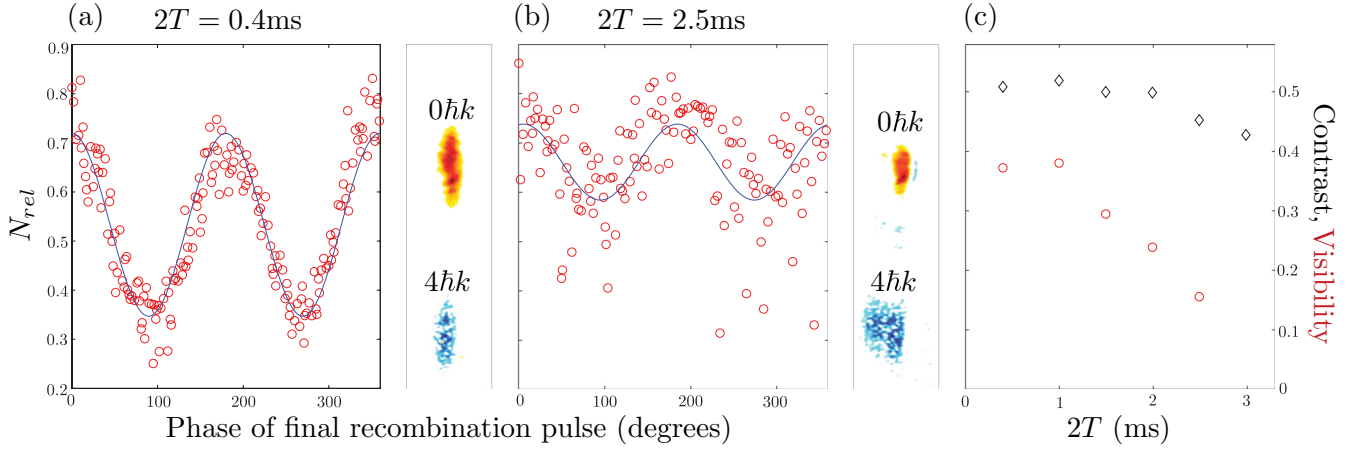 (a) 2T = 0.4ms
(b) 2T = 2.5ms
(c)
N_rel
0.9
0.8
0.7
0.6
0.5
0.4
0.3
0.2
0 100 200 300
0ħk
4ħk
0 100 200 300
0ħk
4ħk
0.5
0.4
0.3
0.2
0.1
0
0 1 2 3
Contrast, Visibility
Phase of final recombination pulse (degrees)
2T (ms)